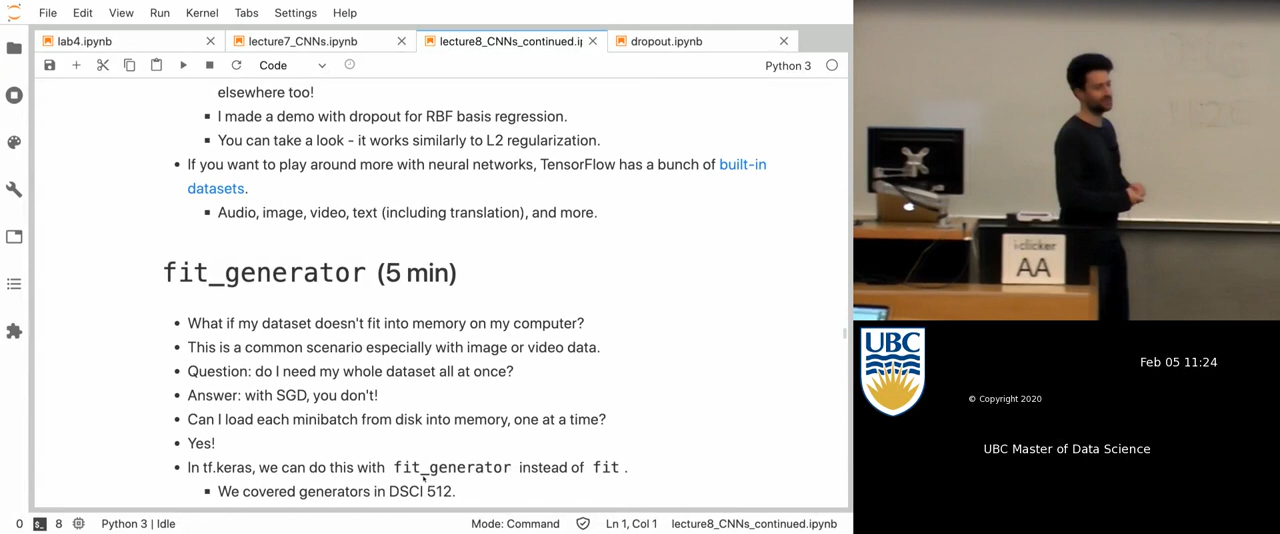 File Edit View Run Kernel Tabs Settings Help
lab4.ipynb lecture7_CNNs.ipynb lecture8_CNNs_continued.ip dropout.ipynb
Code Python 3
elsewhere too!
I made a demo with dropout for RBF basis regression.
You can take a look - it works similarly to L2 regularization.
If you want to play around more with neural networks, TensorFlow has a bunch of built-in
datasets.
Audio, image, video, text (including translation), and more.
fit_generator (5 min)
What if my dataset doesn't fit into memory on my computer?
This is a common scenario especially with image or video data.
Question: do I need my whole dataset all at once?
Answer: with SGD, you don't!
Can I load each minibatch from disk into memory, one at a time?
Yes!
In tf.keras, we can do this with fit_generator instead of fit .
We covered generators in DSCI 512.
0 8 Python 3 | Idle Mode: Command Ln 1, Col 1 lecture8_CNNs_continued.ipynb
i-clicker
AA
UBC
Feb 05 11:24
© Copyright 2020
UBC Master of Data Science